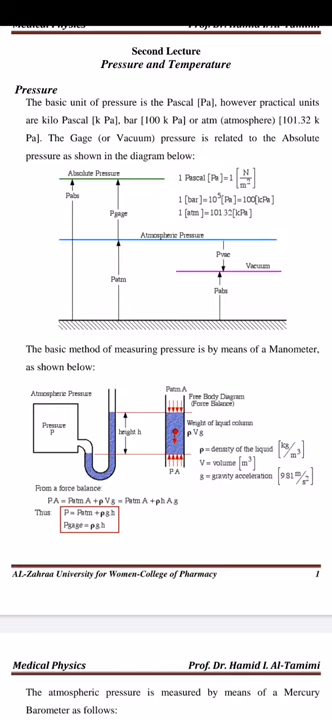 Medical Physics Prof. Dr. Hamid I. Al-Tamimi
Second Lecture
Pressure and Temperature
Pressure
The basic unit of pressure is the Pascal [Pa], however practical units
are kilo Pascal [k Pa], bar [100 k Pa] or atm (atmosphere) [101.32 k
Pa]. The Gage (or Vacuum) pressure is related to the Absolute
pressure as shown in the diagram below:
Absolute Pressure
1 Pascal [Pa]=1 [N/m²]
Pabs
1 [bar]=10⁵[Pa]=100[kPa]
Pgage
1 [atm]=101.32[kPa]
Atmospheric Pressure
Pvac
Vacuum
Patm
Pabs
The basic method of measuring pressure is by means of a Manometer,
as shown below:
Atmospheric Pressure
Patm A
Free Body Diagram
(Force Balance)
Pressure
P
height h
Weight of liquid column
ρ V g
ρ = density of the liquid [kg/m³]
V = volume [m³]
g = gravity acceleration [9.81 m/s²]
P A
From a force balance:
P.A = Patm A + ρ V g = Patm A + ρ h A g
Thus: P = Patm + ρ g h
Pgage = ρ g h
AL-Zahraa University for Women-College of Pharmacy 1
Medical Physics Prof. Dr. Hamid I. Al-Tamimi
The atmospheric pressure is measured by means of a Mercury
Barometer as follows: